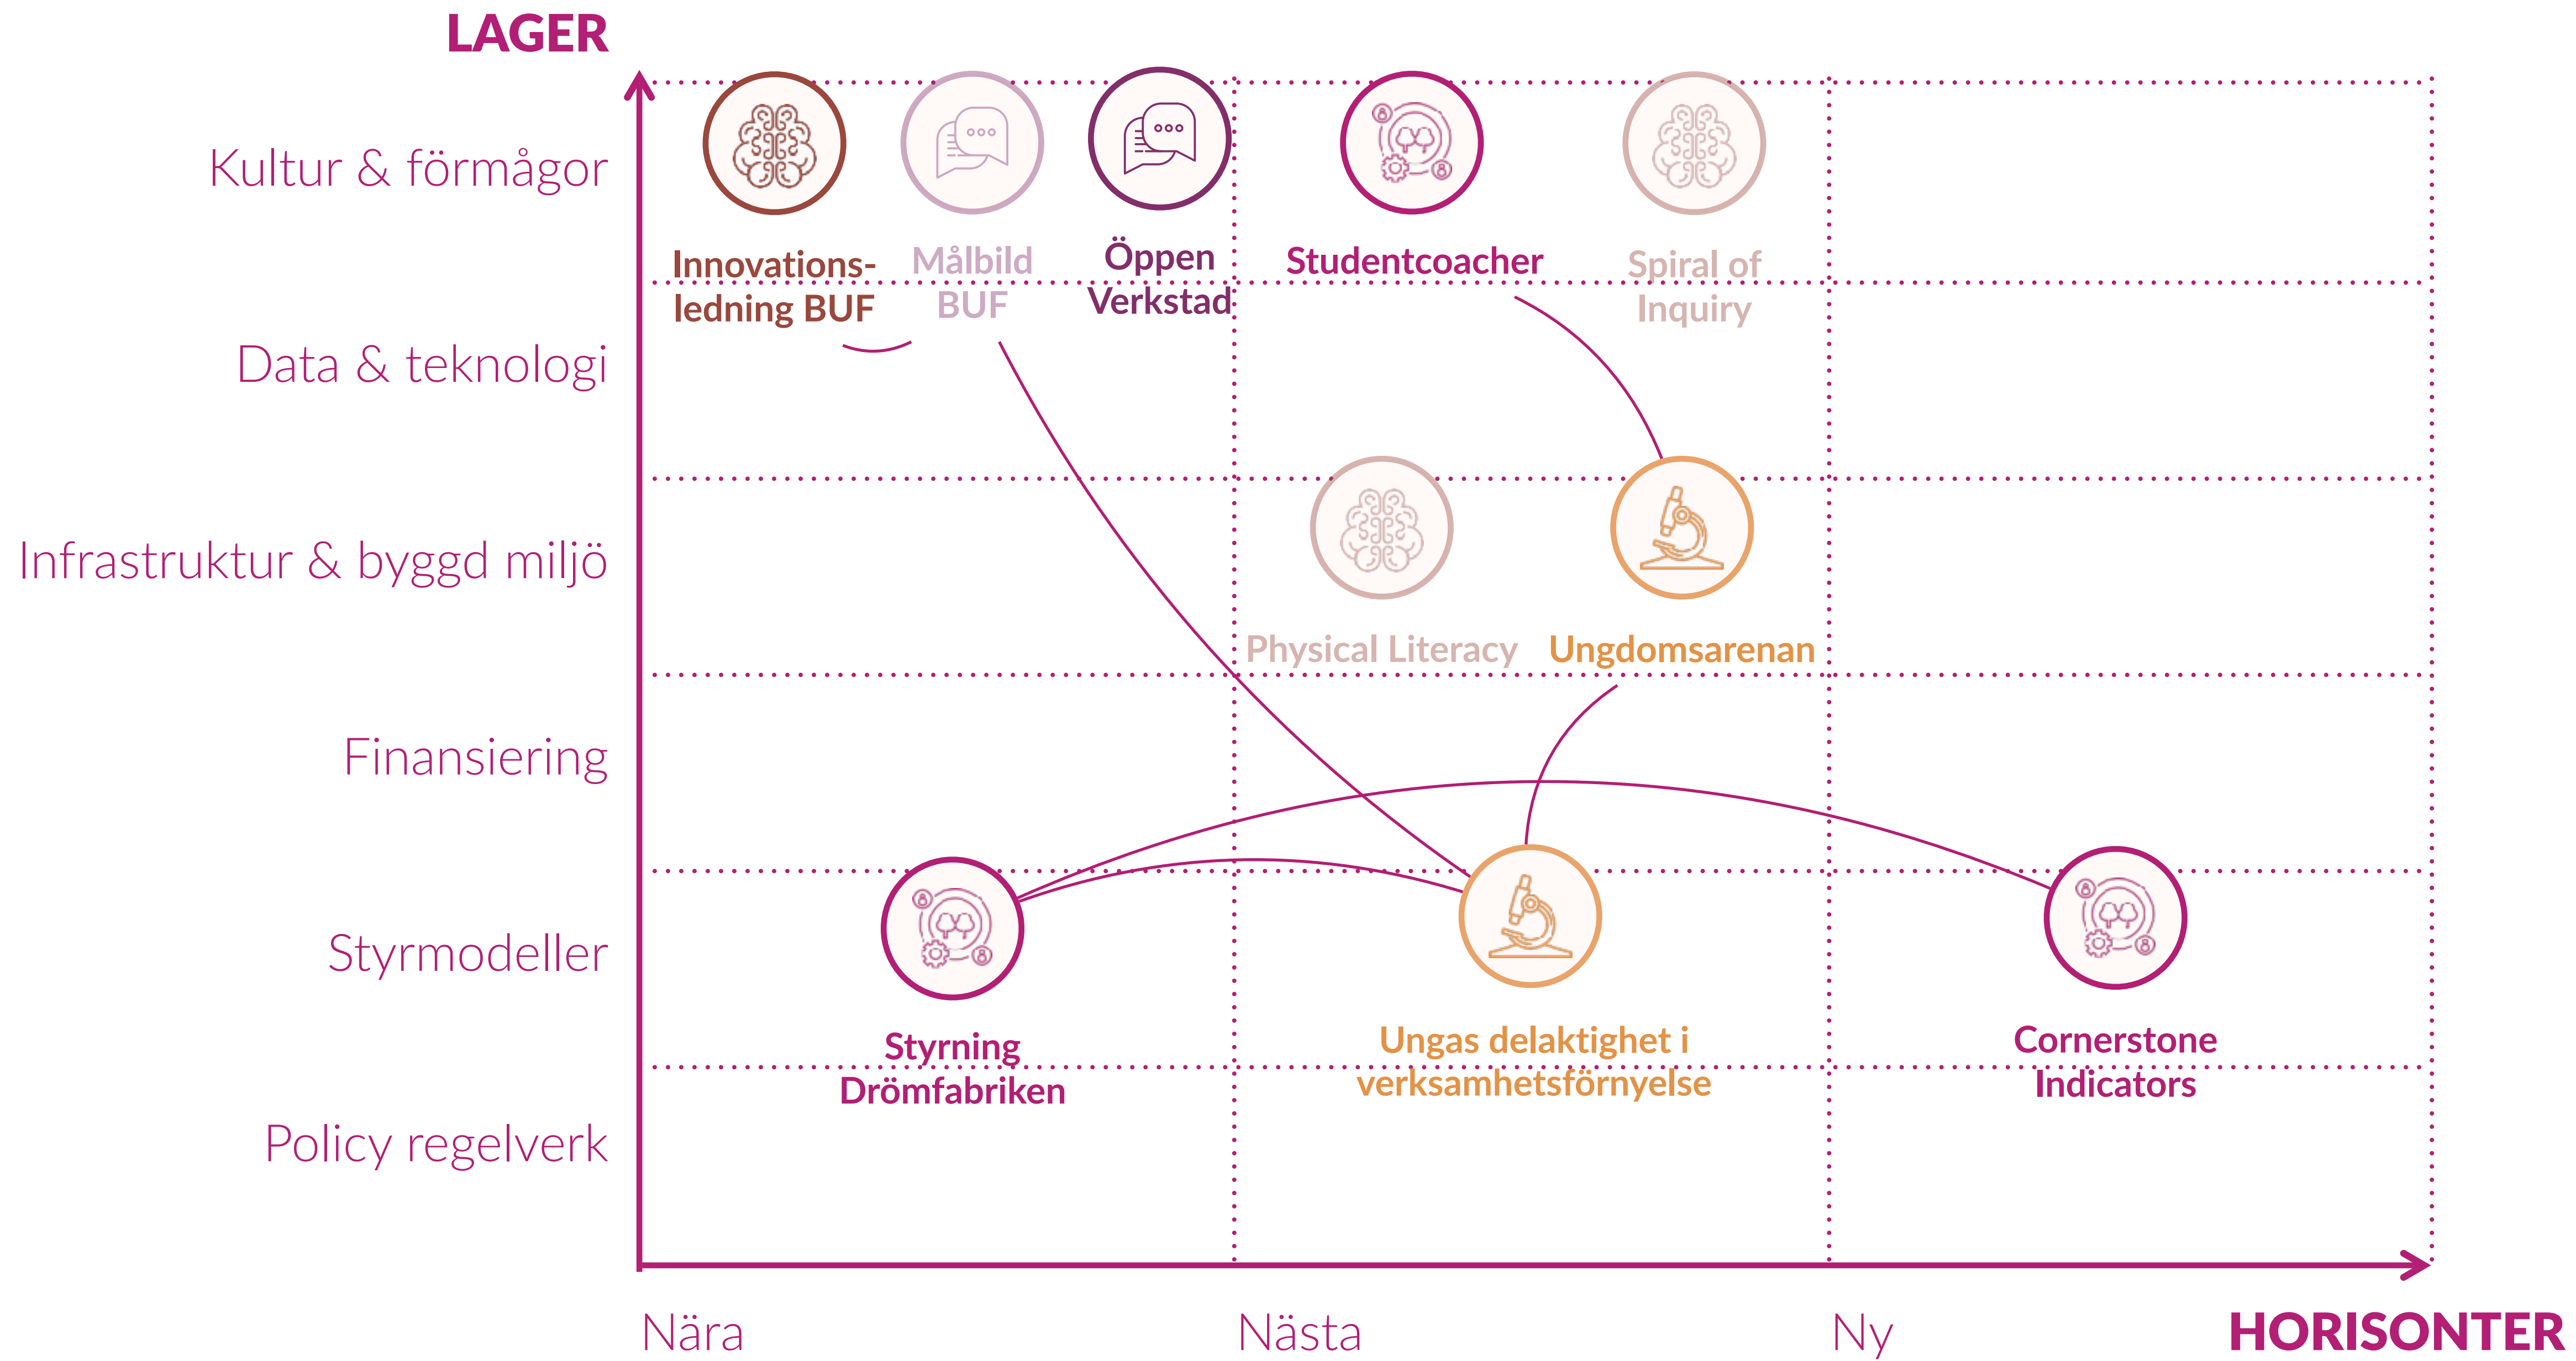 LAGER
Kultur & förmågor
Innovations-
ledning BUF
Målbild
BUF
Öppen
Verkstad
Studentcoacher
Spiral of
Inquiry
Data & teknologi
Infrastruktur & byggd miljö
Physical Literacy
Ungdomsarenan
Finansiering
Styrmodeller
Styrning
Drömfabriken
Ungas delaktighet i
verksamhetsförnyelse
Cornerstone
Indicators
Policy regelverk
Nära
Nästa
Ny
HORISONTER